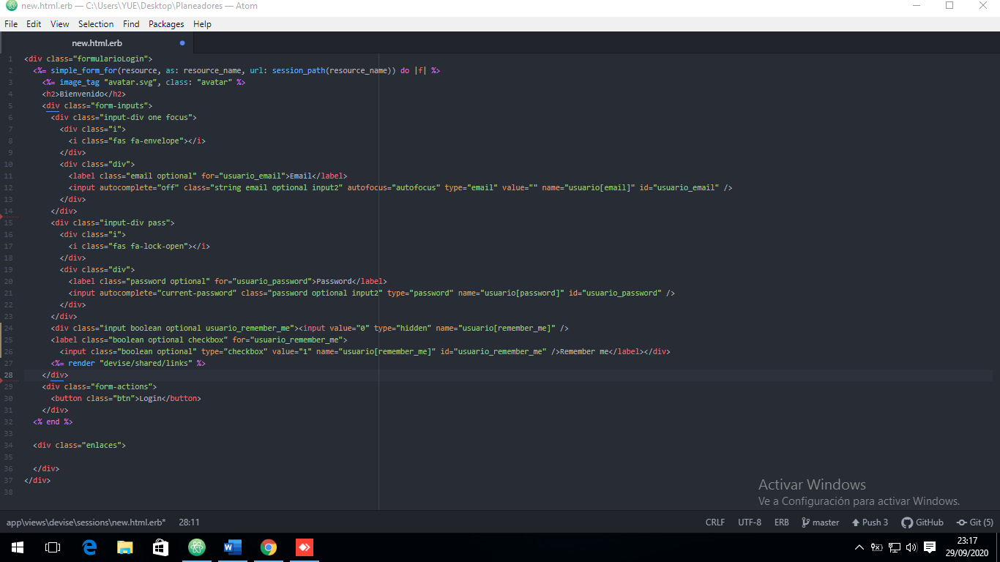 new.html.erb — C:\Users\YUE\Desktop\Planeadores — Atom
File Edit View Selection Find Packages Help
new.html.erb
1 <div class="formularioLogin">
2 <%= simple_form_for(resource, as: resource_name, url: session_path(resource_name)) do |f| %>
3 <%= image_tag "avatar.svg", class: "avatar" %>
4 <h2>Bienvenido</h2>
5 <div class="form-inputs">
6 <div class="input-div one focus">
7 <div class="i">
8 <i class="fas fa-envelope"></i>
9 </div>
10 <div class="div">
11 <label class="email optional" for="usuario_email">Email</label>
12 <input autocomplete="off" class="string email optional input2" autofocus="autofocus" type="email" value="" name="usuario[email]" id="usuario_email" />
13 </div>
14 </div>
15 <div class="input-div pass">
16 <div class="i">
17 <i class="fas fa-lock-open"></i>
18 </div>
19 <div class="div">
20 <label class="password optional" for="usuario_password">Password</label>
21 <input autocomplete="current-password" class="password optional input2" type="password" name="usuario[password]" id="usuario_password" />
22 </div>
23 </div>
24 <div class="input boolean optional usuario_remember_me"><input value="0" type="hidden" name="usuario[remember_me]" />
25 <label class="boolean optional checkbox" for="usuario_remember_me">
26 <input class="boolean optional" type="checkbox" value="1" name="usuario[remember_me]" id="usuario_remember_me" />Remember me</label></div>
27 <%= render "devise/shared/links" %>
28 </div>
29 <div class="form-actions">
30 <button class="btn">Login</button>
31 </div>
32 <% end %>
33
34 <div class="enlaces">
35
36 </div>
37 </div>
38
Activar Windows
Ve a Configuración para activar Windows.
app\views\devise\sessions\new.html.erb* 28:11 CRLF UTF-8 ERB master Push 3 GitHub Git (5)
23:17
29/09/2020